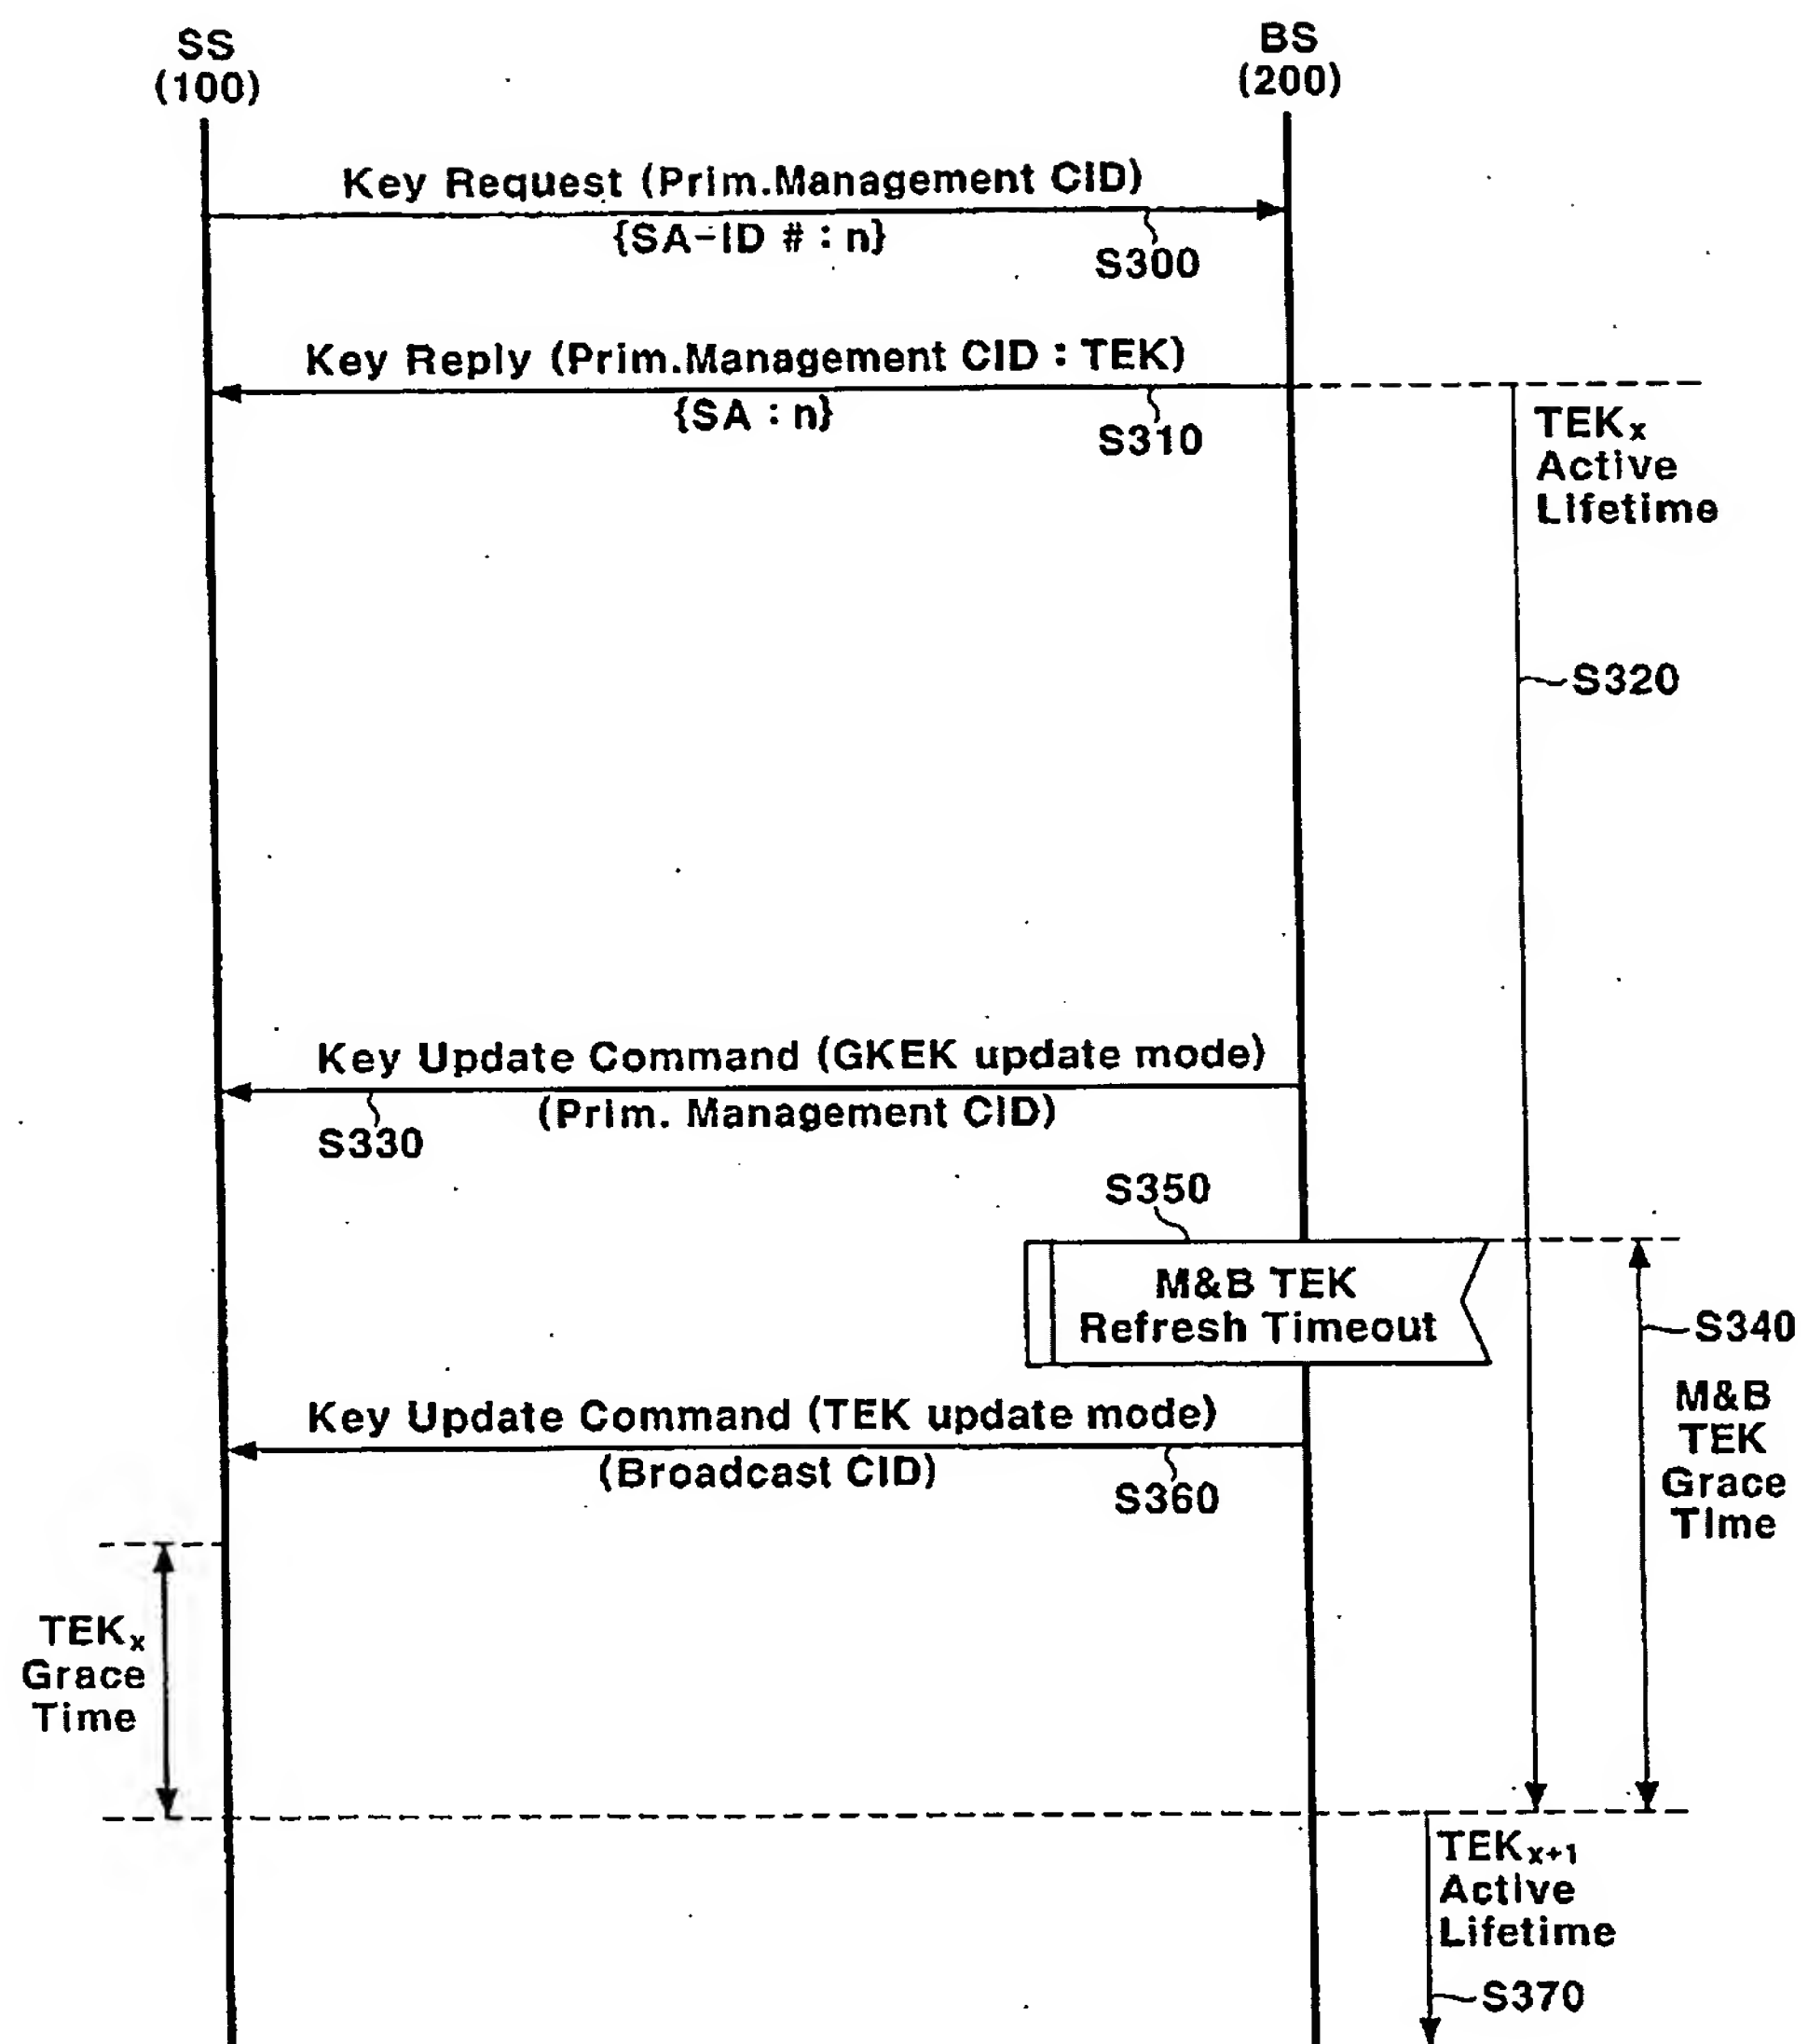 SS
(100)
BS
(200)
Key Request (Prim.Management CID)
{SA-ID # : n}
S300
Key Reply (Prim.Management CID : TEK)
{SA : n}
S310
TEKx
Active
Lifetime
S320
Key Update Command (GKEK update mode)
(Prim. Management CID)
S330
S350
M&B TEK
Refresh Timeout
S340
M&B
TEK
Grace
Time
Key Update Command (TEK update mode)
(Broadcast CID)
S360
TEKx
Grace
Time
TEKx+1
Active
Lifetime
S370